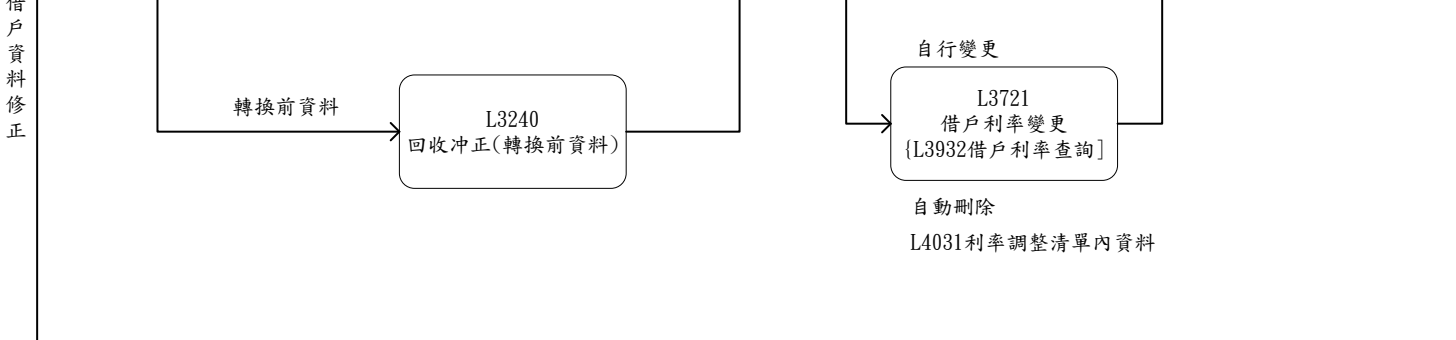 借戶資料修正
轉換前資料
L3240
回收冲正(轉換前資料)
自行變更
L3721
借戶利率變更
{L3932借戶利率查詢]
自動刪除
L4031利率調整清單內資料